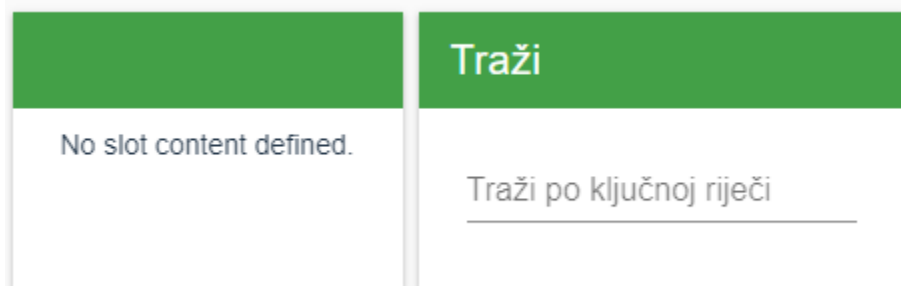 Traži
No slot content defined.
Traži po ključnoj riječi